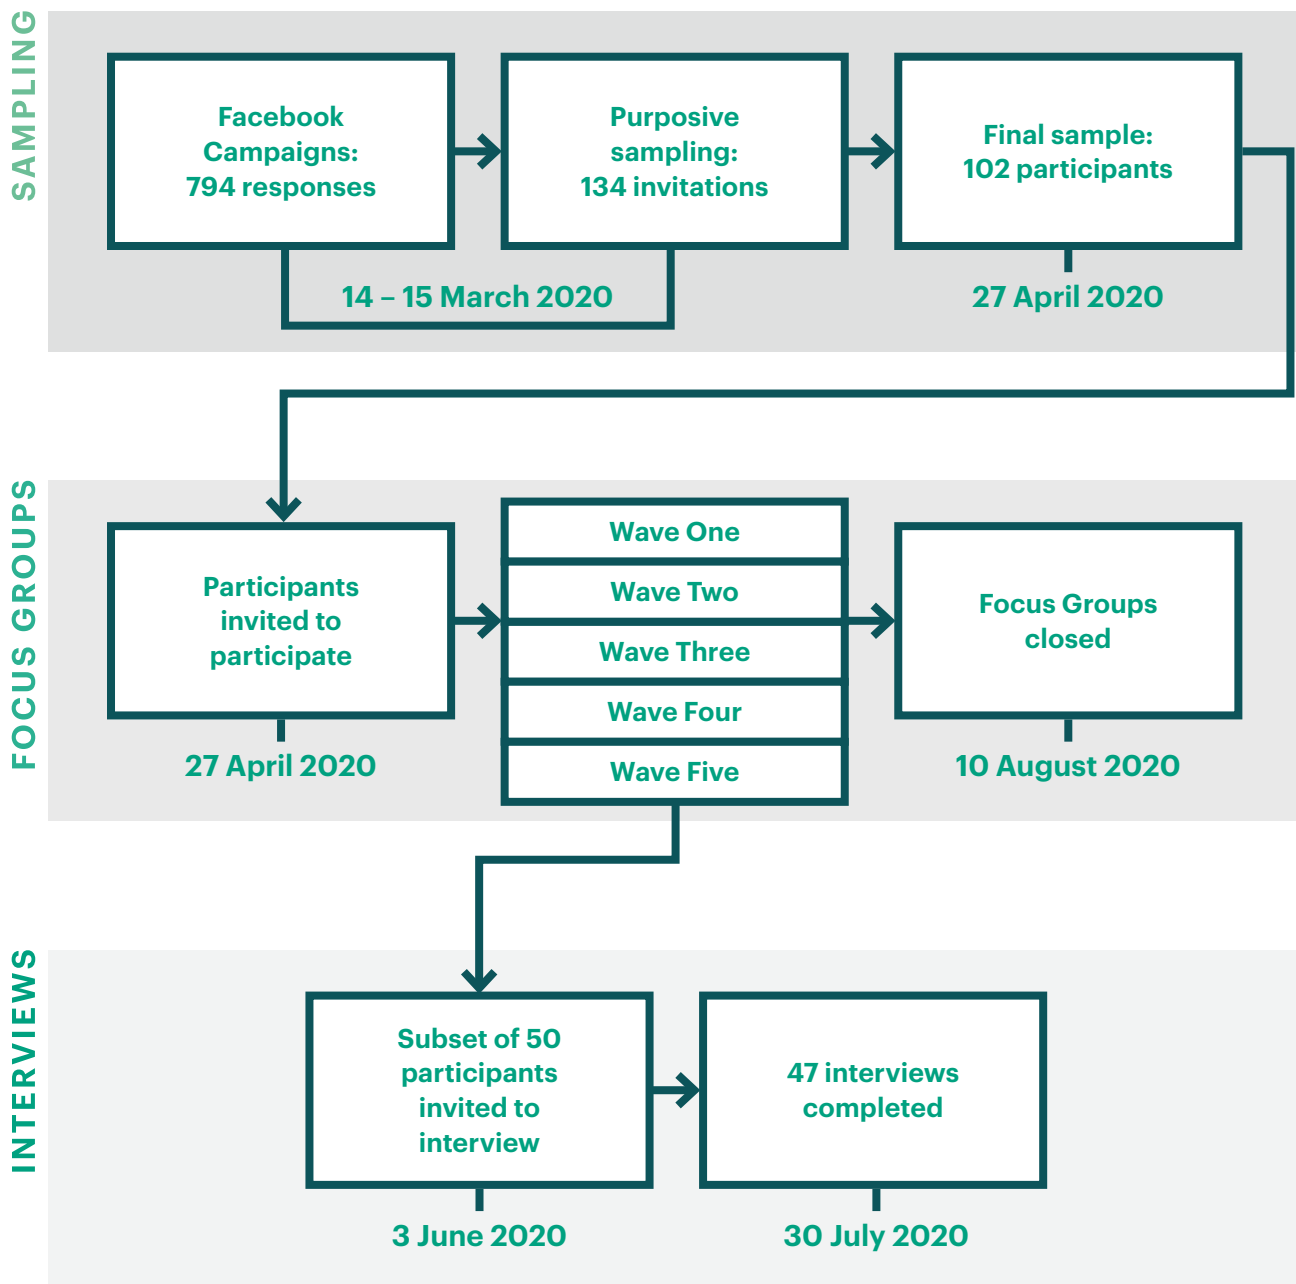 SAMPLING
Facebook
Campaigns:
794 responses
Purposive
sampling:
134 invitations
Final sample:
102 participants
14 – 15 March 2020
27 April 2020
FOCUS GROUPS
Participants
invited to
participate
27 April 2020
Wave One
Wave Two
Wave Three
Wave Four
Wave Five
Focus Groups
closed
10 August 2020
INTERVIEWS
Subset of 50
participants
invited to
interview
3 June 2020
47 interviews
completed
30 July 2020